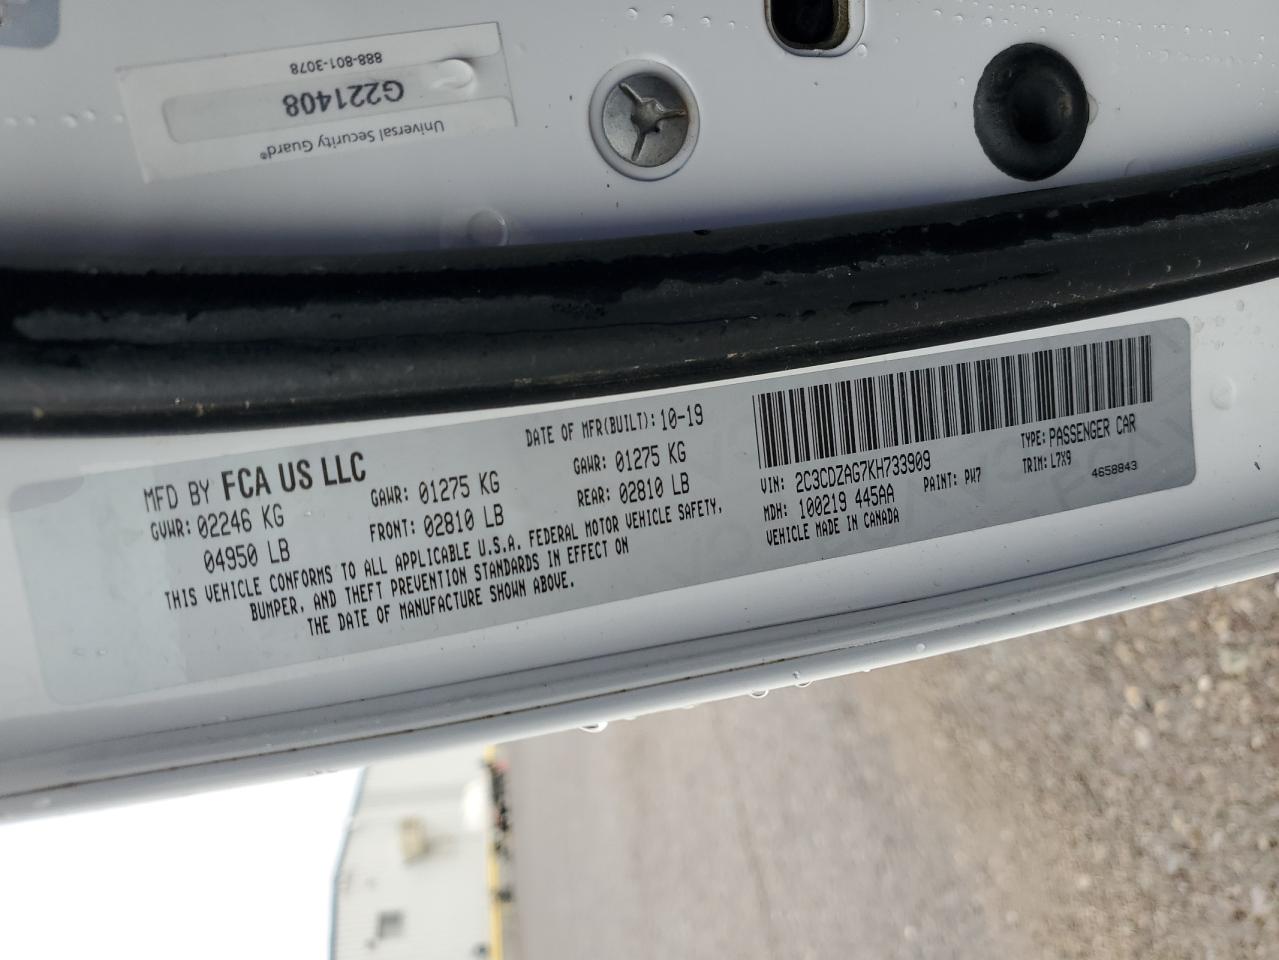 Universal Security Guard®
G221408
888-801-3078
MFD BY FCA US LLC
DATE OF MFR(BUILT): 10-19
GVWR: 02246 KG
04950 LB
GAWR: 01275 KG
FRONT: 02810 LB
GAWR: 01275 KG
REAR: 02810 LB
THIS VEHICLE CONFORMS TO ALL APPLICABLE U.S.A. FEDERAL MOTOR VEHICLE SAFETY,
BUMPER, AND THEFT PREVENTION STANDARDS IN EFFECT ON
THE DATE OF MANUFACTURE SHOWN ABOVE.
VIN: 2C3CDZAG7KH733909
TYPE: PASSENGER CAR
MDH: 100219 445AA
PAINT: PW7
TRIM: L7X9
VEHICLE MADE IN CANADA
4658843